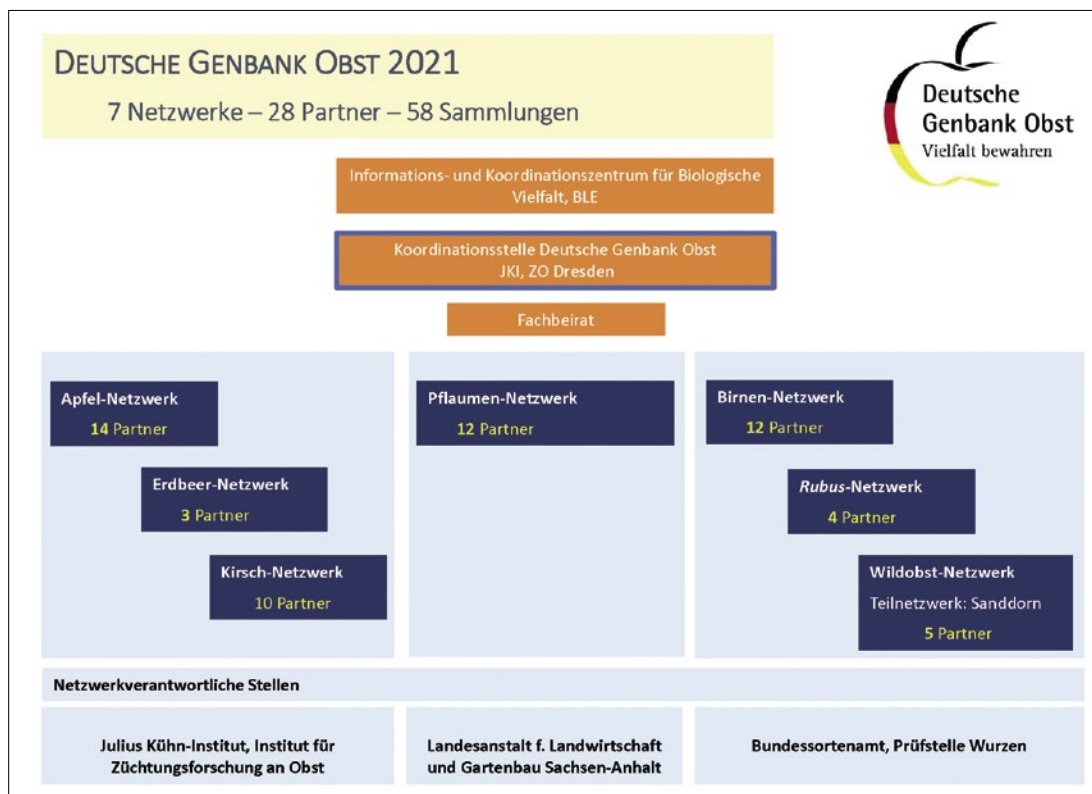 DEUTSCHE GENBANK OBST 2021
7 Netzwerke – 28 Partner – 58 Sammlungen
Deutsche
Genbank Obst
Vielfalt bewahren
Informations- und Koordinationszentrum für Biologische
Vielfalt, BLE
Koordinationsstelle Deutsche Genbank Obst
JKI, ZO Dresden
Fachbeirat
Apfel-Netzwerk
14 Partner
Erdbeer-Netzwerk
3 Partner
Kirsch-Netzwerk
10 Partner
Pflaumen-Netzwerk
12 Partner
Birnen-Netzwerk
12 Partner
Rubus-Netzwerk
4 Partner
Wildobst-Netzwerk
Teilnetzwerk: Sanddorn
5 Partner
Netzwerkverantwortliche Stellen
Julius Kühn-Institut, Institut für
Züchtungsforschung an Obst
Landesanstalt f. Landwirtschaft
und Gartenbau Sachsen-Anhalt
Bundessortenamt, Prüfstelle Wurzen